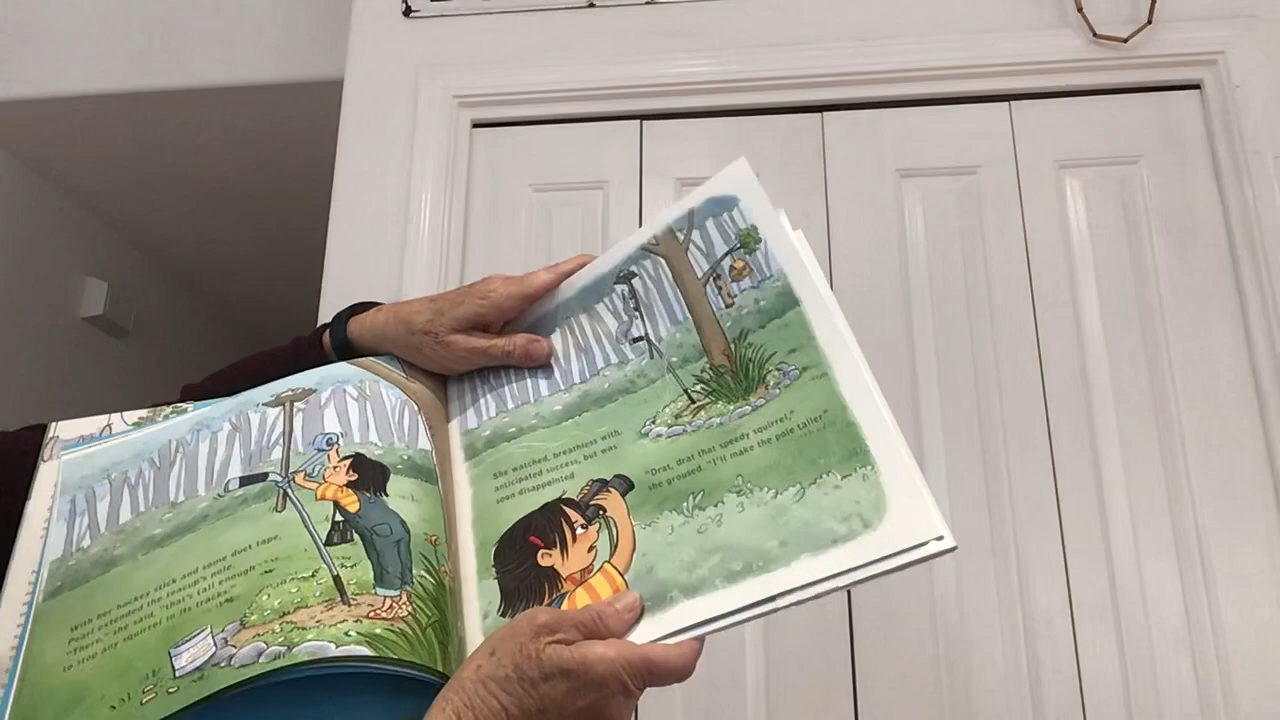 With her hockey stick and some duct tape,
Pearl extended the teacup's pole.
"There," she said, "that's tall enough
to stop any squirrel in its tracks."
She watched, breathless with
anticipated success, but was
soon disappointed
"Drat, drat that speedy squirrel,"
she groused. "I'll make the pole taller."